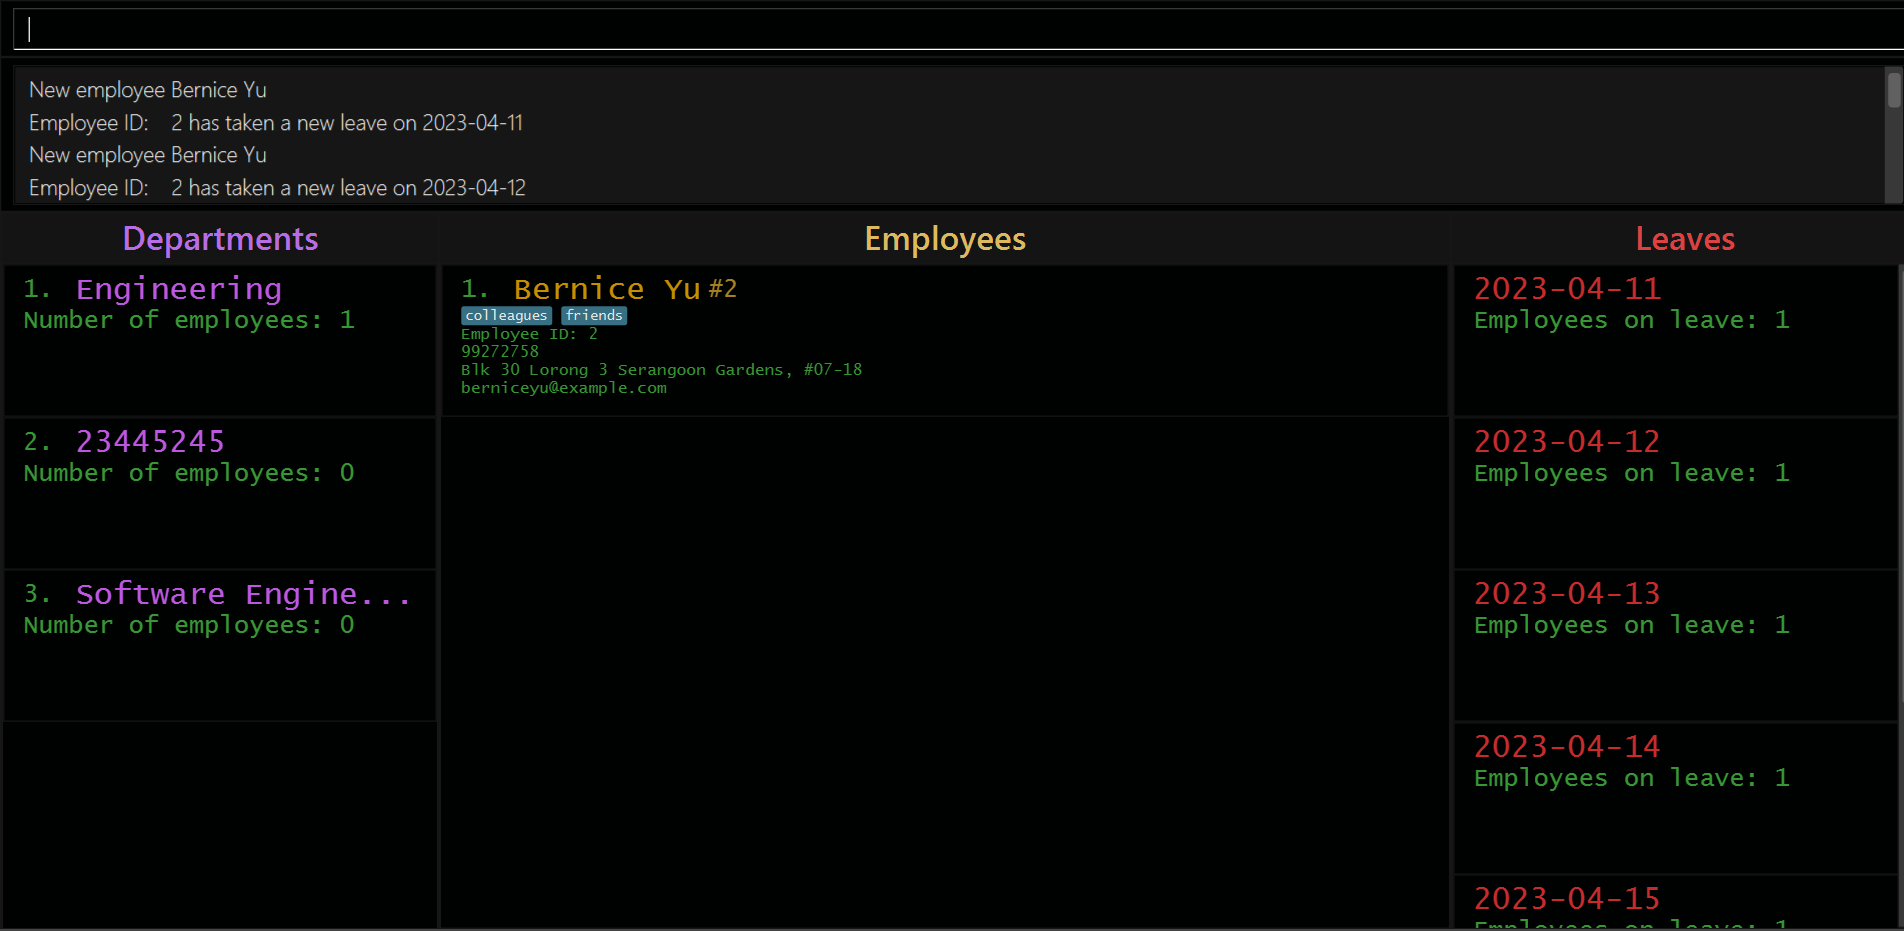 New employee Bernice Yu
Employee ID:    2 has taken a new leave on 2023-04-11
New employee Bernice Yu
Employee ID:    2 has taken a new leave on 2023-04-12
Departments
1. Engineering
Number of employees: 1
2. 23445245
Number of employees: 0
3. Software Engine...
Number of employees: 0
Employees
1. Bernice Yu #2
colleagues friends
Employee ID: 2
99272758
Blk 30 Lorong 3 Serangoon Gardens, #07-18
berniceyu@example.com
Leaves
2023-04-11
Employees on leave: 1
2023-04-12
Employees on leave: 1
2023-04-13
Employees on leave: 1
2023-04-14
Employees on leave: 1
2023-04-15
Employees on leave: 1